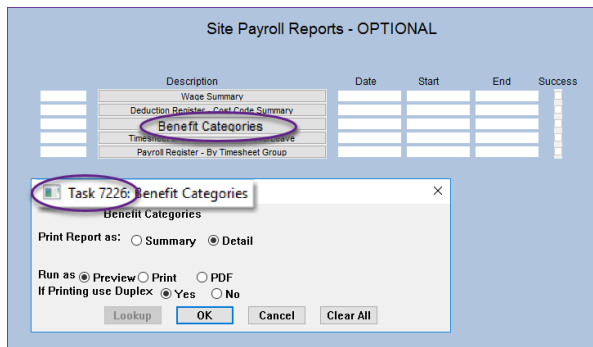 Site Payroll Reports - OPTIONAL
Description Date Start End Success
Wage Summary
Deduction Register - Cost Code Summary
Benefit Categories
Timesheet Leave
Payroll Register - By Timesheet Group
Task 7226: Benefit Categories
Benefit Categories
Print Report as: Summary Detail
Run as Preview Print PDF
If Printing use Duplex Yes No
Lookup OK Cancel Clear All